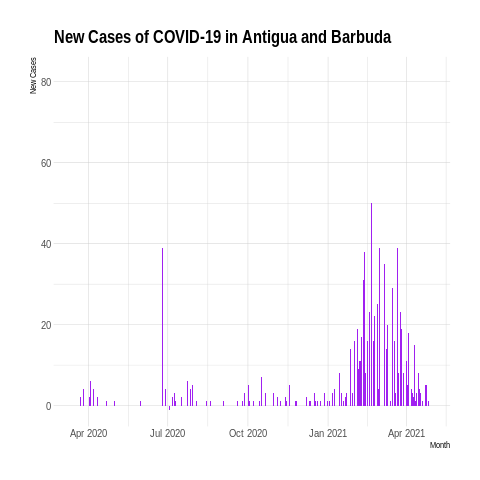 New Cases of COVID-19 in Antigua and Barbuda
New Cases
80
60
40
20
0
Apr 2020
Jul 2020
Oct 2020
Jan 2021
Apr 2021
Month